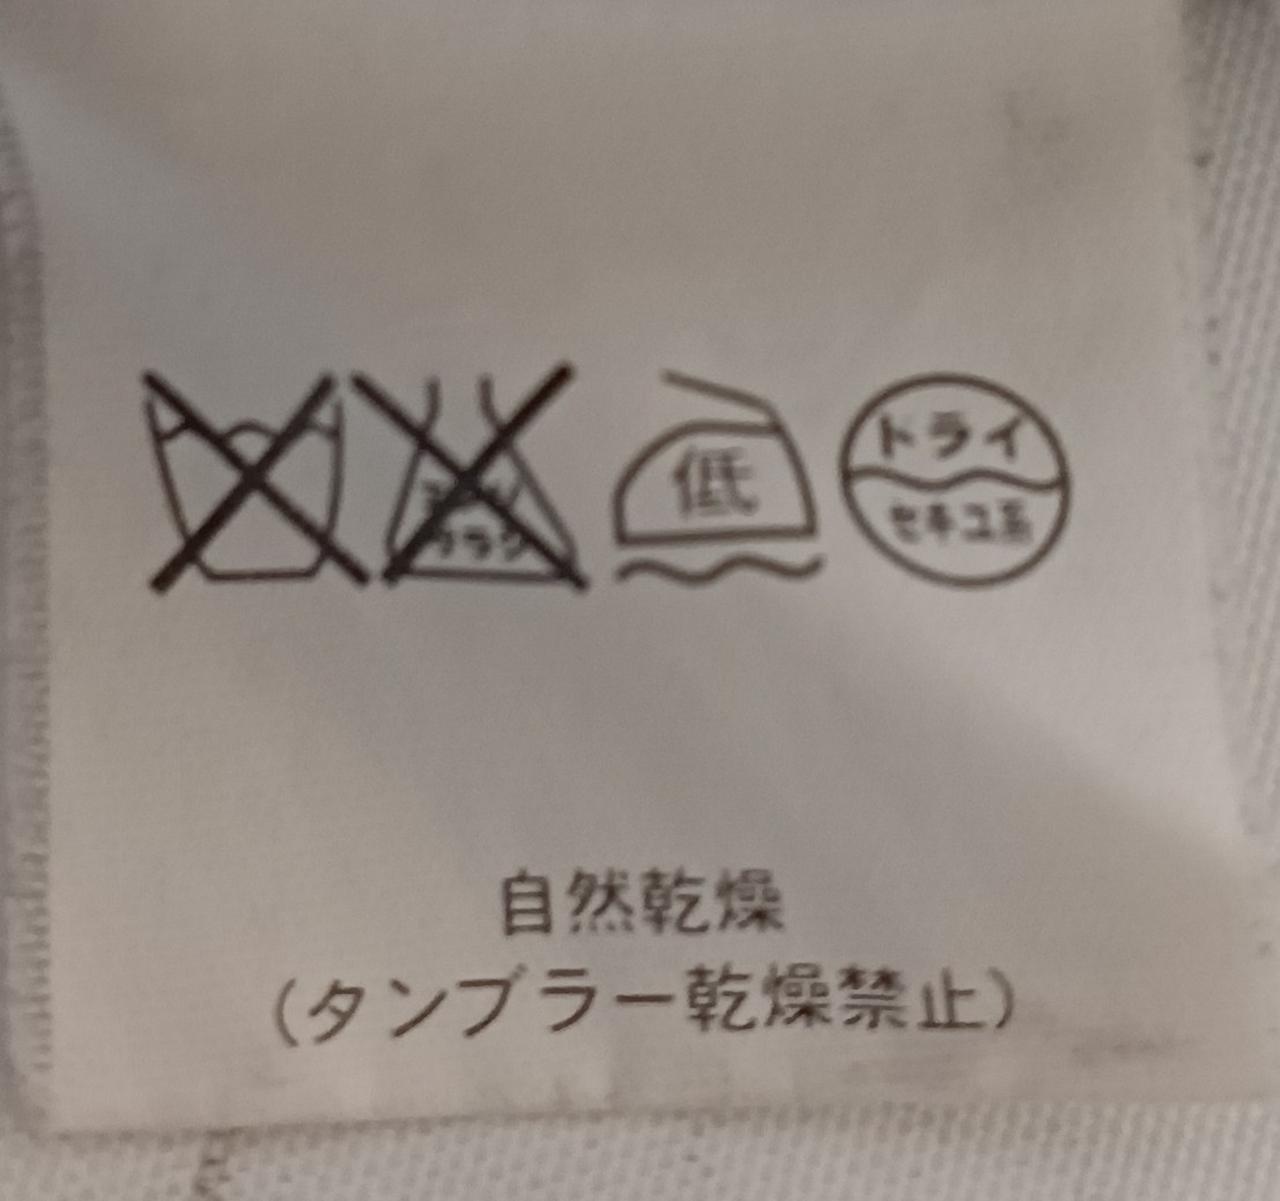 低
ドライ
セキユ系
自然乾燥
(タンブラー乾燥禁止)